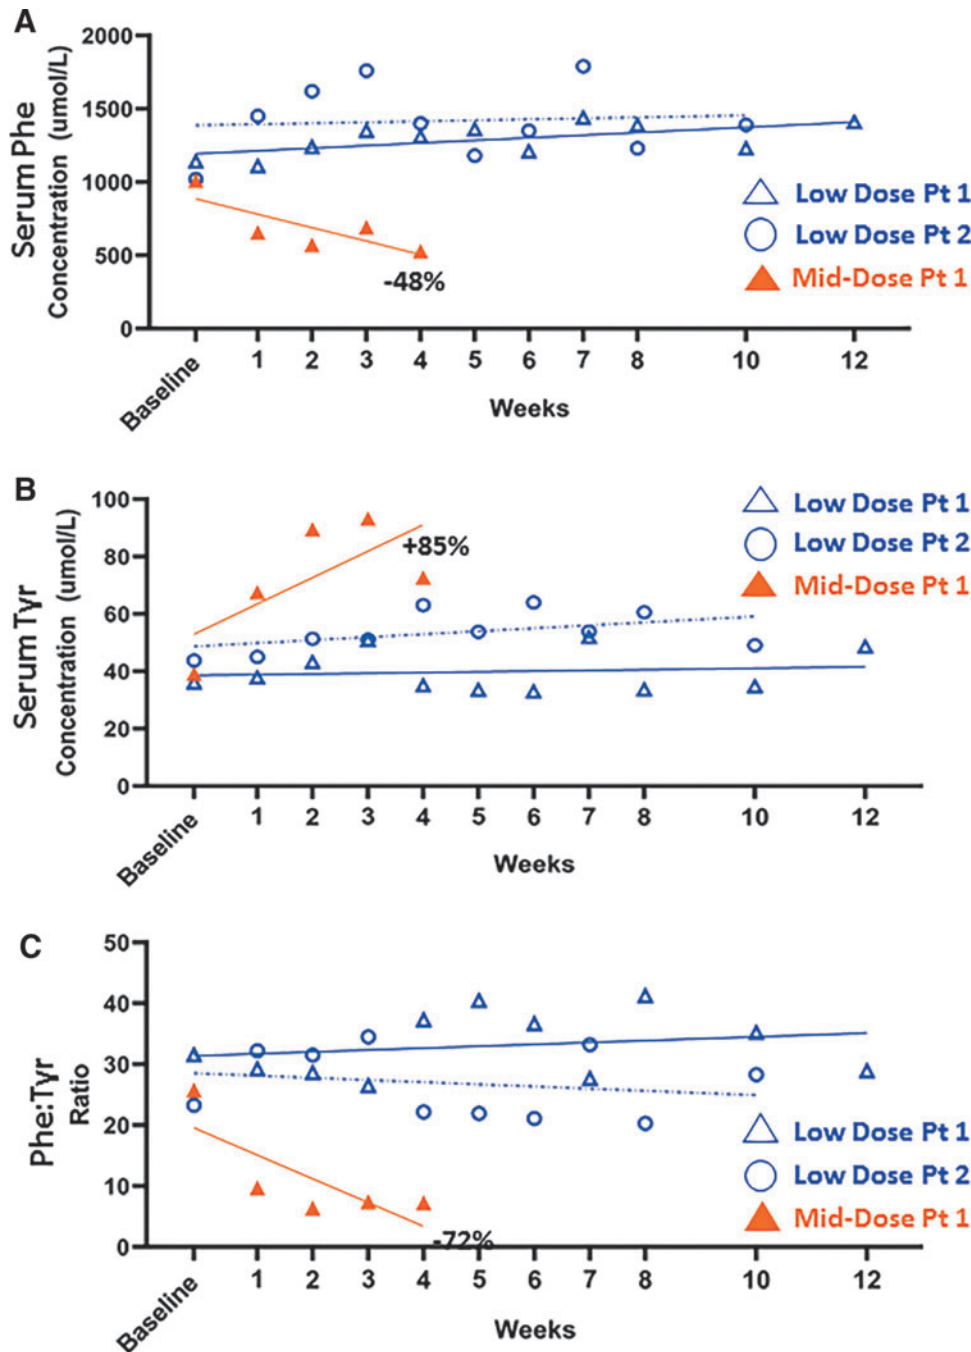 A
Serum Phe
Concentration (umol/L)
2000
1500
1000
500
0
-48%
Low Dose Pt 1
Low Dose Pt 2
Mid-Dose Pt 1
Baseline
1
2
3
4
5
6
7
8
10
12
Weeks
B
Serum Tyr
Concentration (umol/L)
100
80
60
40
20
0
+85%
Low Dose Pt 1
Low Dose Pt 2
Mid-Dose Pt 1
Baseline
1
2
3
4
5
6
7
8
10
12
Weeks
C
Phe:Tyr
Ratio
50
40
30
20
10
0
-72%
Low Dose Pt 1
Low Dose Pt 2
Mid-Dose Pt 1
Baseline
1
2
3
4
5
6
7
8
10
12
Weeks